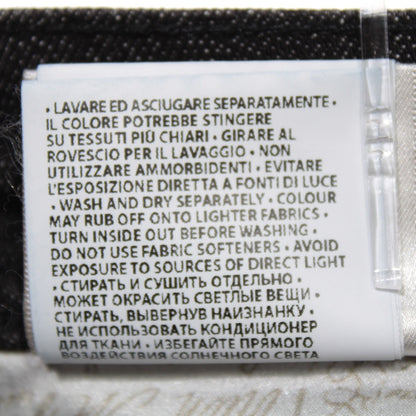 • LAVARE ED ASCIUGARE SEPARATAMENTE •
IL COLORE POTREBBE STINGERE
SU TESSUTI PIÙ CHIARI • GIRARE AL
ROVESCIO PER IL LAVAGGIO • NON
UTILIZZARE AMMORBIDENTI • EVITARE
L'ESPOSIZIONE DIRETTA A FONTI DI LUCE
• WASH AND DRY SEPARATELY • COLOUR
MAY RUB OFF ONTO LIGHTER FABRICS •
TURN INSIDE OUT BEFORE WASHING •
DO NOT USE FABRIC SOFTENERS • AVOID
EXPOSURE TO SOURCES OF DIRECT LIGHT
• СТИРАТЬ И СУШИТЬ ОТДЕЛЬНО •
МОЖЕТ ОКРАСИТЬ СВЕТЛЫЕ ВЕЩИ •
СТИРАТЬ, ВЫВЕРНУВ НАИЗНАНКУ •
НЕ ИСПОЛЬЗОВАТЬ КОНДИЦИОНЕР
ДЛЯ ТКАНИ • ИЗБЕГАЙТЕ ПРЯМОГО
ВОЗДЕЙСТВИЯ СОЛНЕЧНОГО СВЕТА